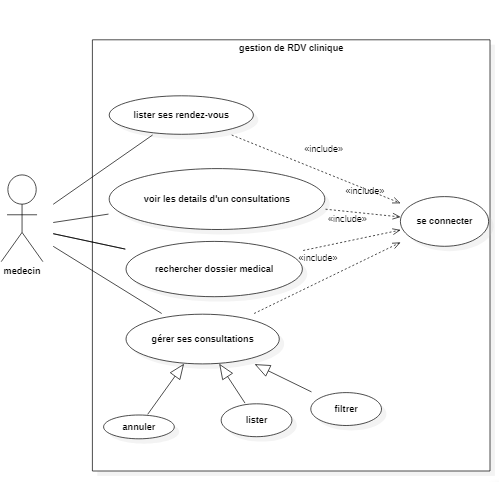 gestion de RDV clinique
lister ses rendez-vous
«include»
«include»
voir les details d'un consultations
«include»
se connecter
medecin
rechercher dossier medical
«include»
gérer ses consultations
annuler
lister
filtrer